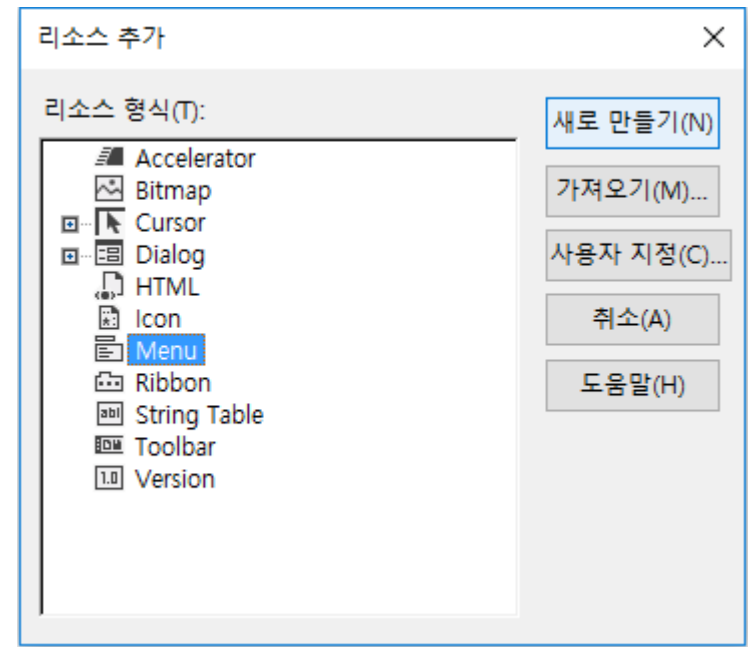 리소스 추가
리소스 형식(T):
Accelerator
Bitmap
Cursor
Dialog
HTML
Icon
Menu
Ribbon
String Table
Toolbar
Version
새로 만들기(N)
가져오기(M)...
사용자 지정(C)...
취소(A)
도움말(H)